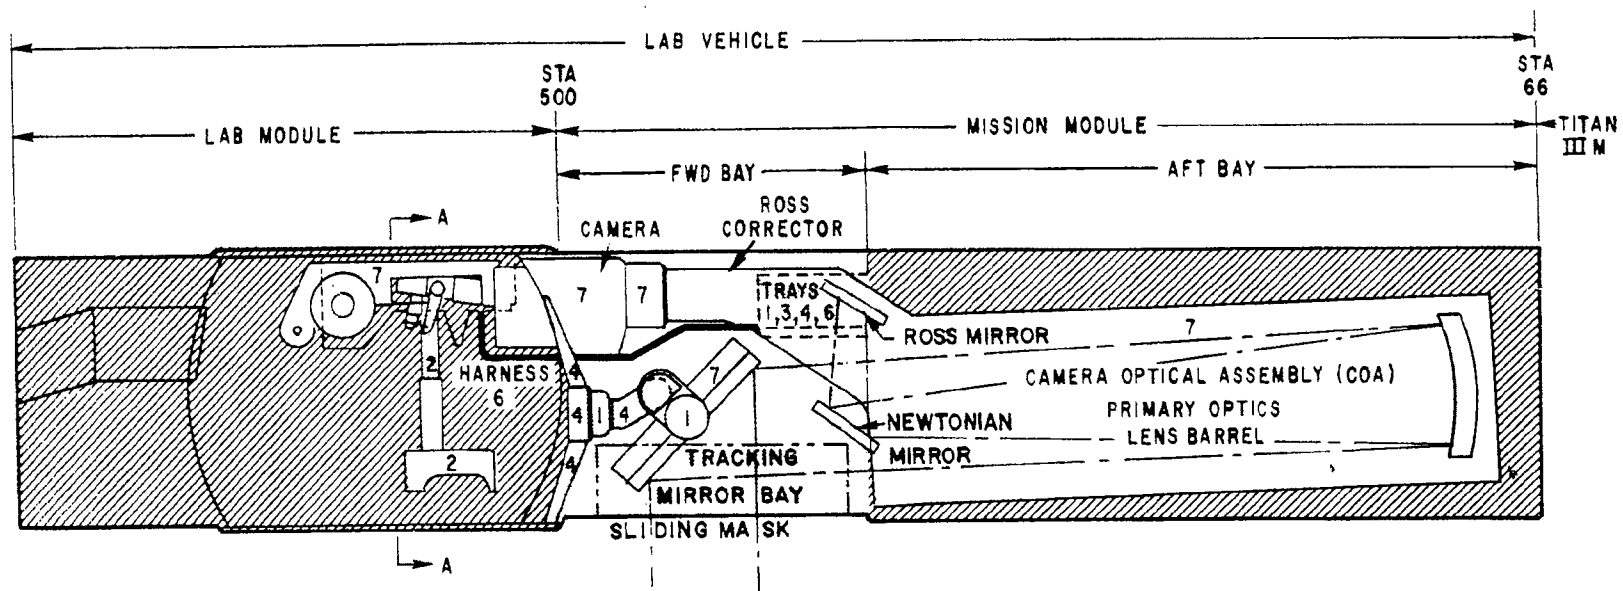 LAB VEHICLE
STA
500
STA
66
LAB MODULE
MISSION MODULE
TITAN
III M
FWD BAY
AFT BAY
A
CAMERA
ROSS
CORRECTOR
7
7
7
TRAYS
1,3,4,6
ROSS MIRROR
7
2
HARNESS
6
4
7
4
1
4
1
CAMERA OPTICAL ASSEMBLY (COA)
PRIMARY OPTICS
LENS BARREL
NEWTONIAN
MIRROR
2
4
TRACKING
MIRROR BAY
SLIDING MASK
A